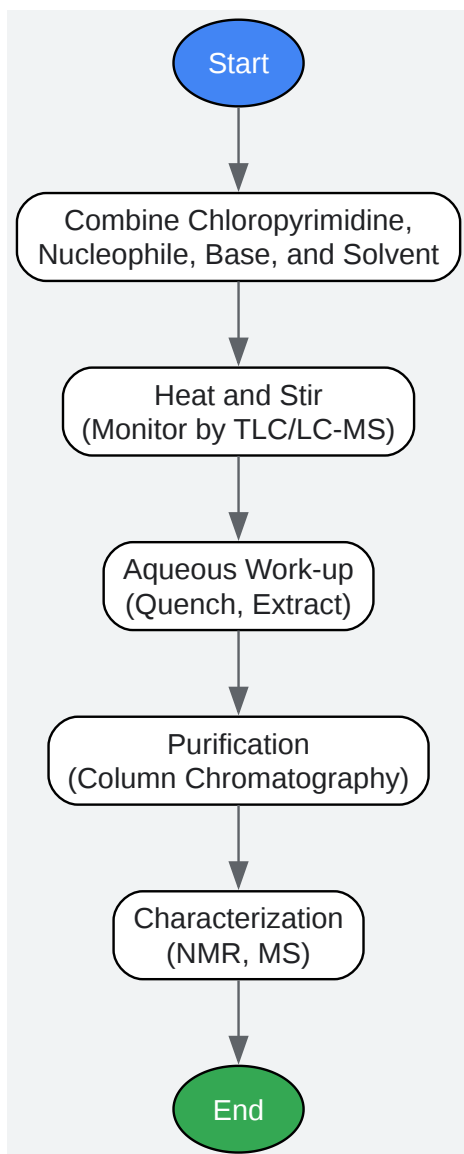 Start
Combine Chloropyrimidine,
Nucleophile, Base, and Solvent
Heat and Stir
(Monitor by TLC/LC-MS)
Aqueous Work-up
(Quench, Extract)
Purification
(Column Chromatography)
Characterization
(NMR, MS)
End